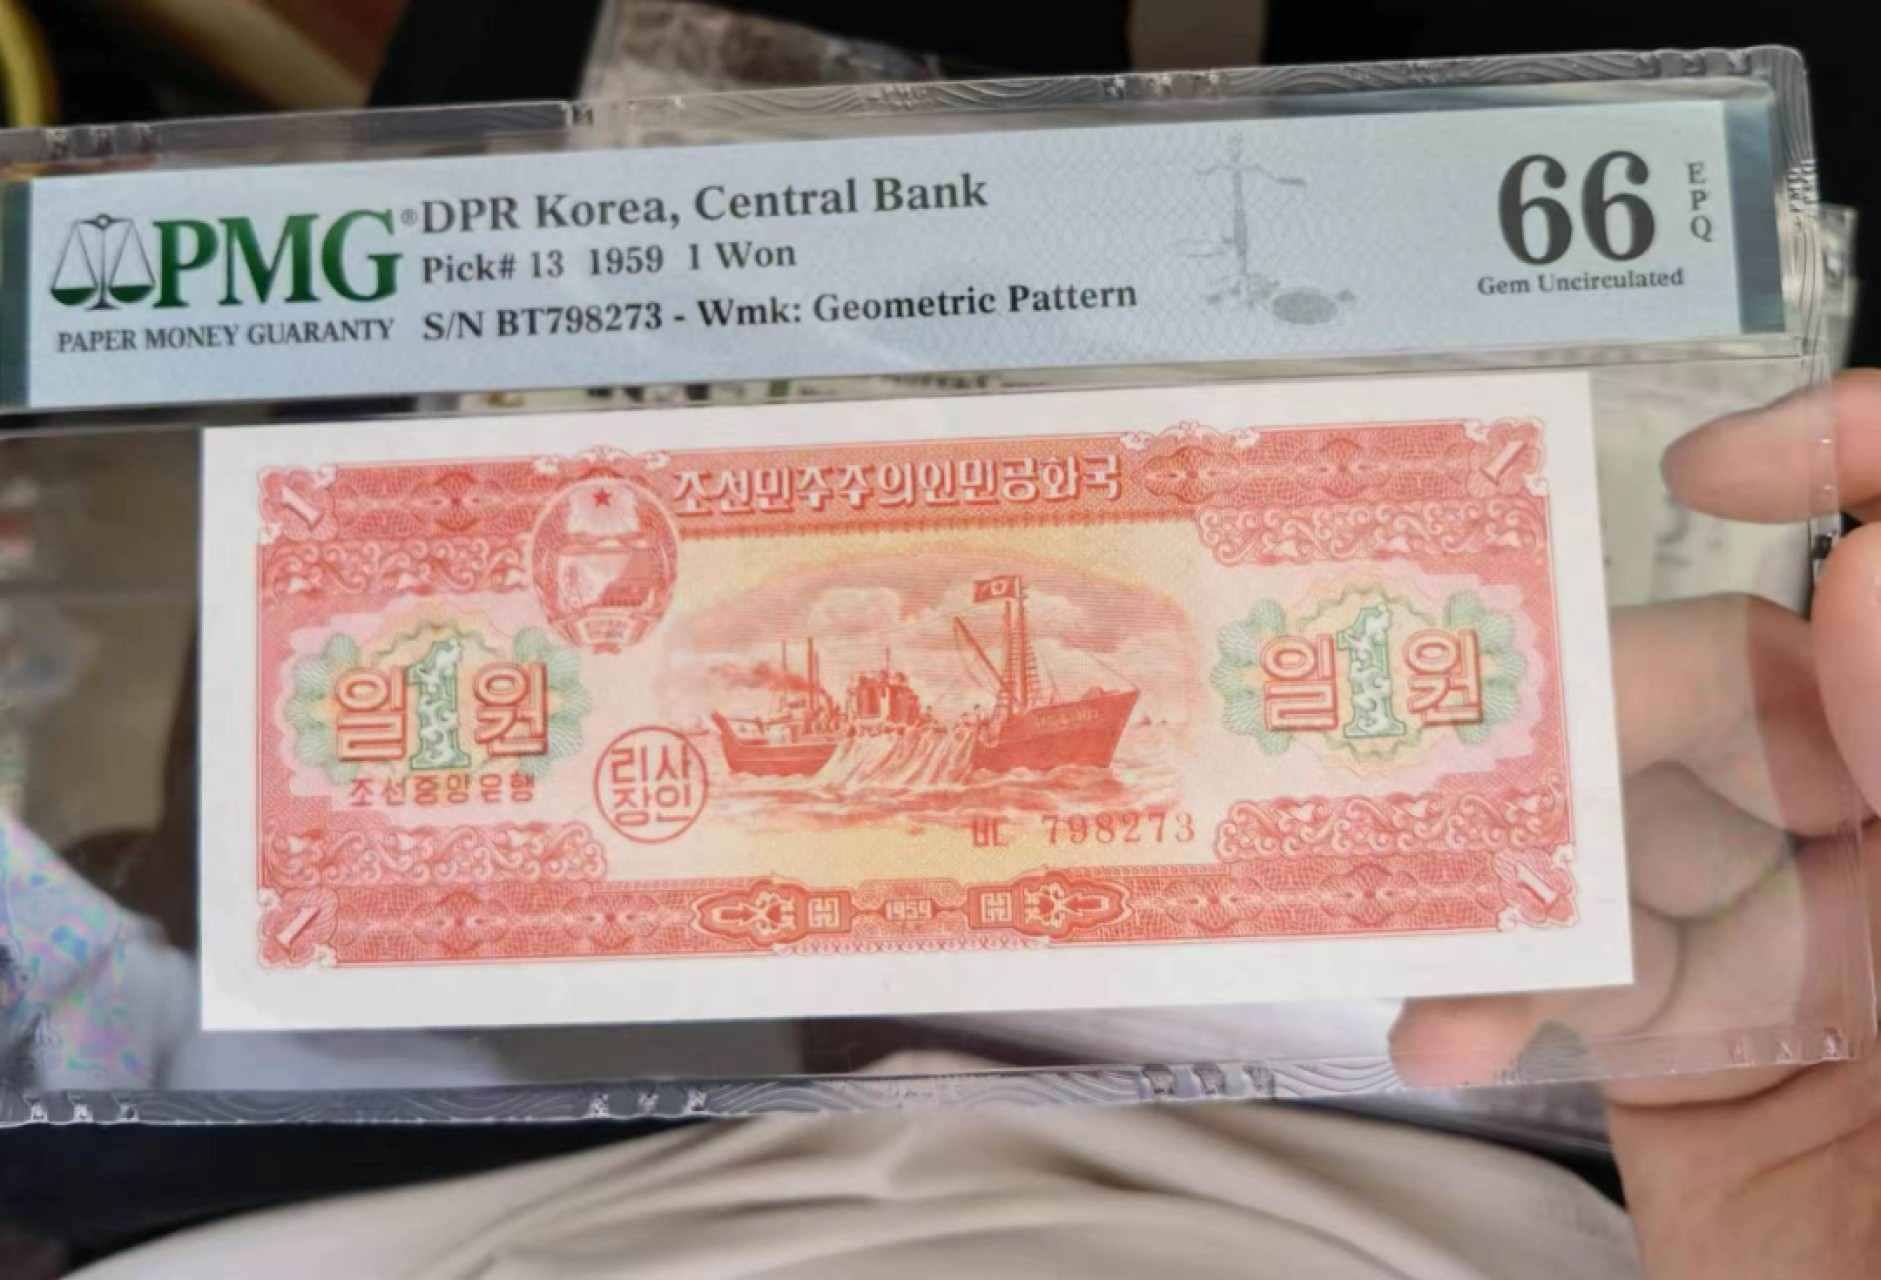 PMG® DPR Korea, Central Bank
Pick# 13 1959 1 Won
S/N BT798273 - Wmk: Geometric Pattern
PAPER MONEY GUARANTY
66 EPQ
Gem Uncirculated
1 1
조선민주주의인민공화국
일1원 일1원
조선중앙은행
리사
장인
ㅂㄷ 798273
1959
1 1